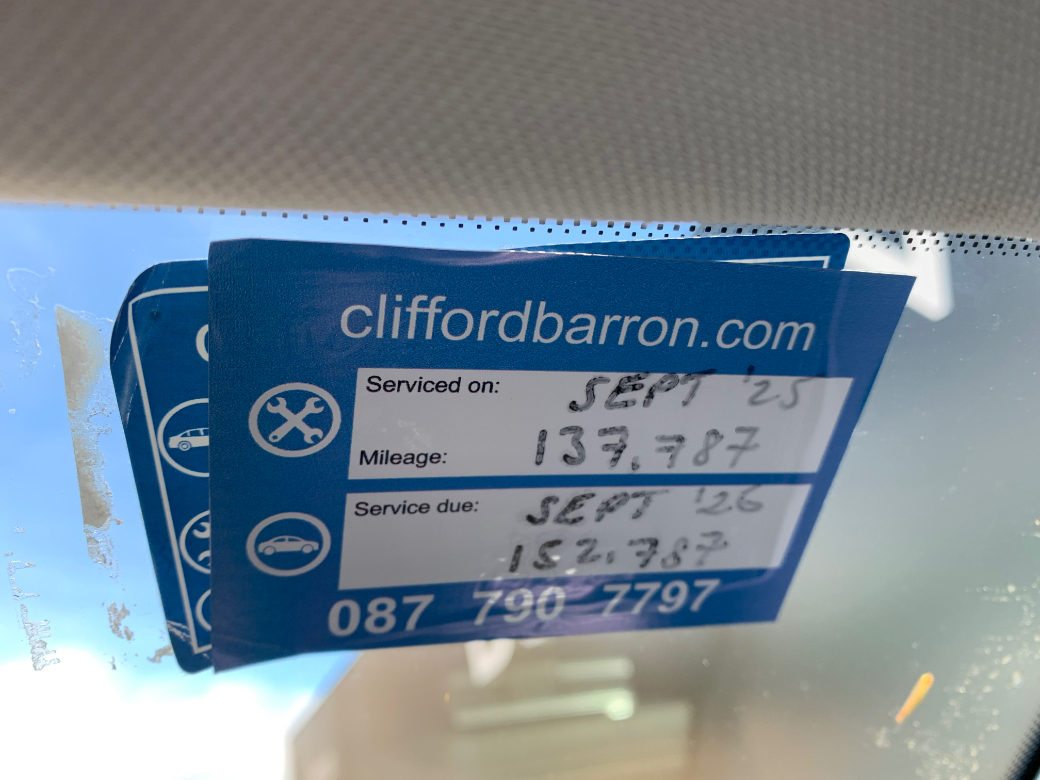 cliffordbarron.com
Serviced on: SEPT '25
Mileage: 137,787
Service due: SEPT '26
152,787
087 790 7797